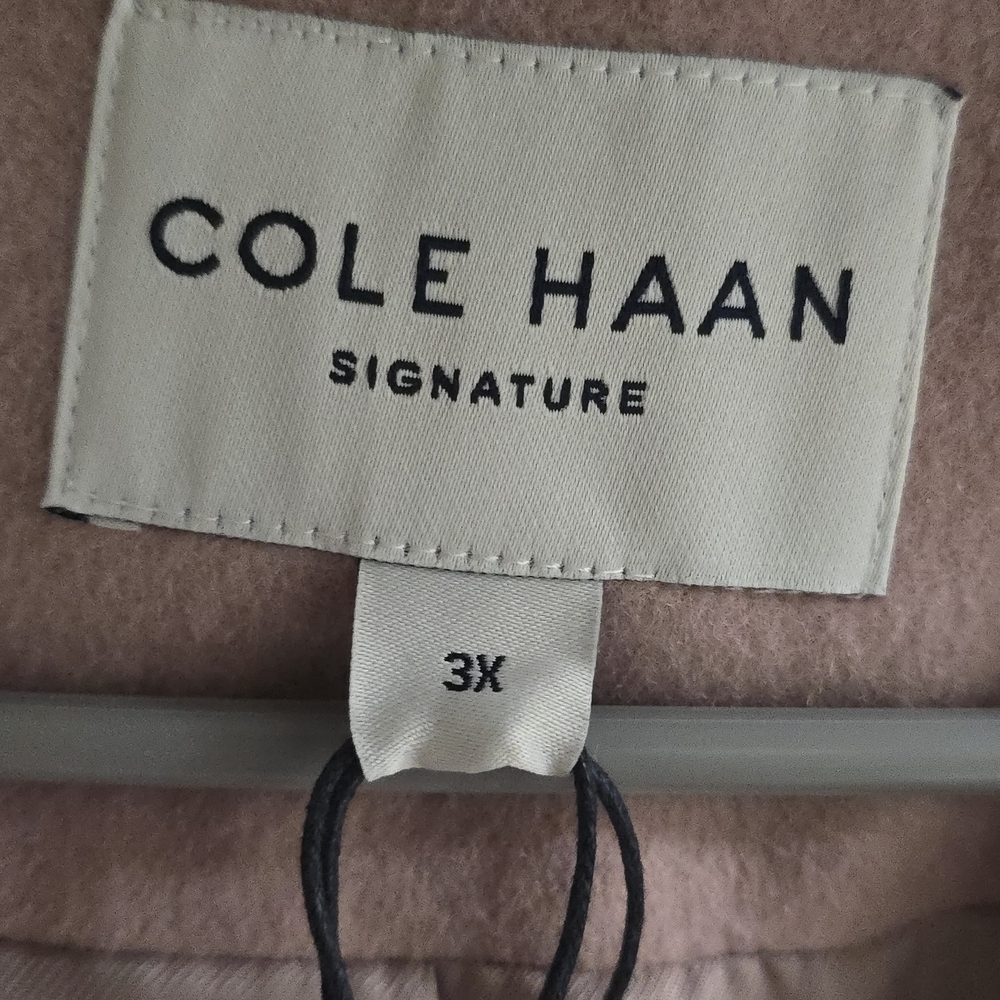 COLE HAAN
SIGNATURE
3X